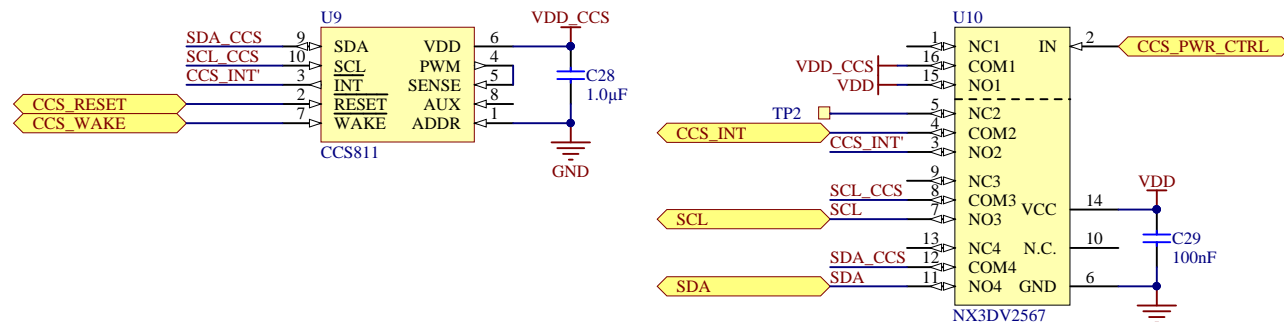 U9
VDD_CCS
SDA_CCS 9 SDA VDD 6
SCL_CCS 10 SCL PWM 4
CCS_INT' 3 INT SENSE 5
CCS_RESET 2 RESET AUX 8
CCS_WAKE 7 WAKE ADDR 1
CCS811
C28
1.0µF
GND
U10
1 NC1 IN 2 CCS_PWR_CTRL
VDD_CCS 16 COM1
VDD 15 NO1
TP2 5 NC2
CCS_INT 4 COM2
CCS_INT' 3 NO2
9 NC3
SCL_CCS 8 COM3
SCL SCL 7 NO3
VCC 14
VDD
13 NC4 N.C. 10
SDA_CCS 12 COM4
SDA SDA 11 NO4 GND 6
C29
100nF
NX3DV2567